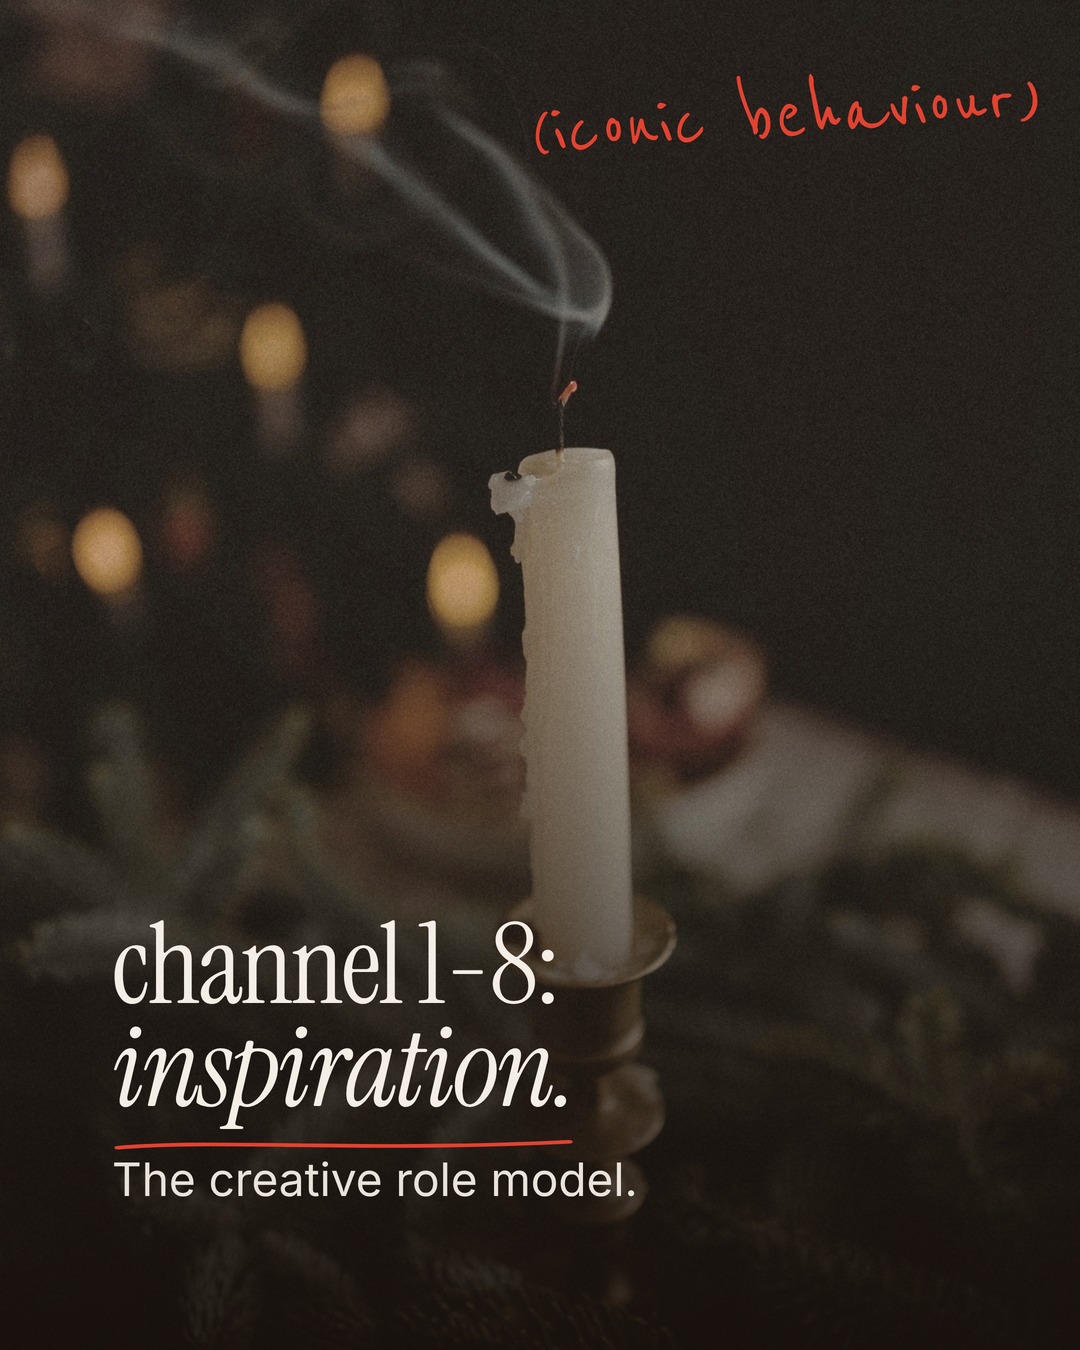 (iconic behaviour)
channel 1-8:
inspiration.
The creative role model.